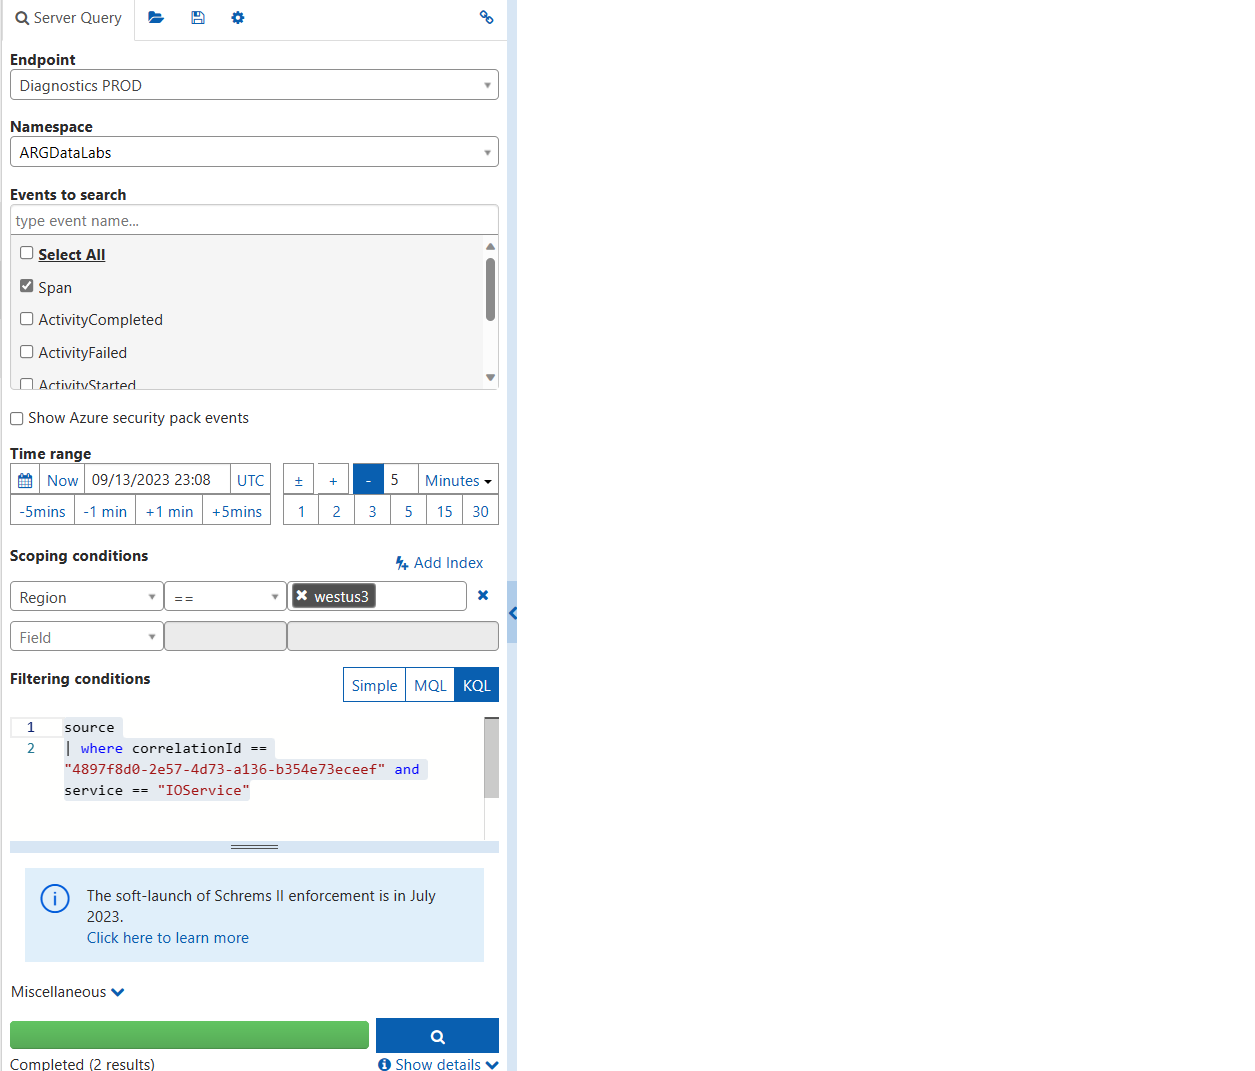 Server Query
Endpoint
Diagnostics PROD
Namespace
ARGDataLabs
Events to search
type event name...
Select All
Span
ActivityCompleted
ActivityFailed
ActivityStarted
Show Azure security pack events
Time range
Now 09/13/2023 23:08 UTC ± + - 5 Minutes
-5mins -1 min +1 min +5mins 1 2 3 5 15 30
Scoping conditions
Add Index
Region == westus3
Field
Filtering conditions
Simple MQL KQL
1 source
2 | where correlationId ==
"4897f8d0-2e57-4d73-a136-b354e73eceef" and
service == "IOService"
The soft-launch of Schrems II enforcement is in July
2023.
Click here to learn more
Miscellaneous
Completed (2 results) Show details